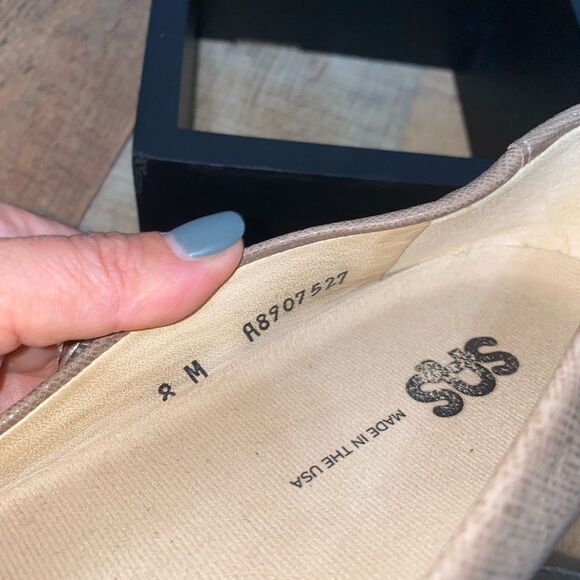 A8907527
8 M
SAS
MADE IN THE USA